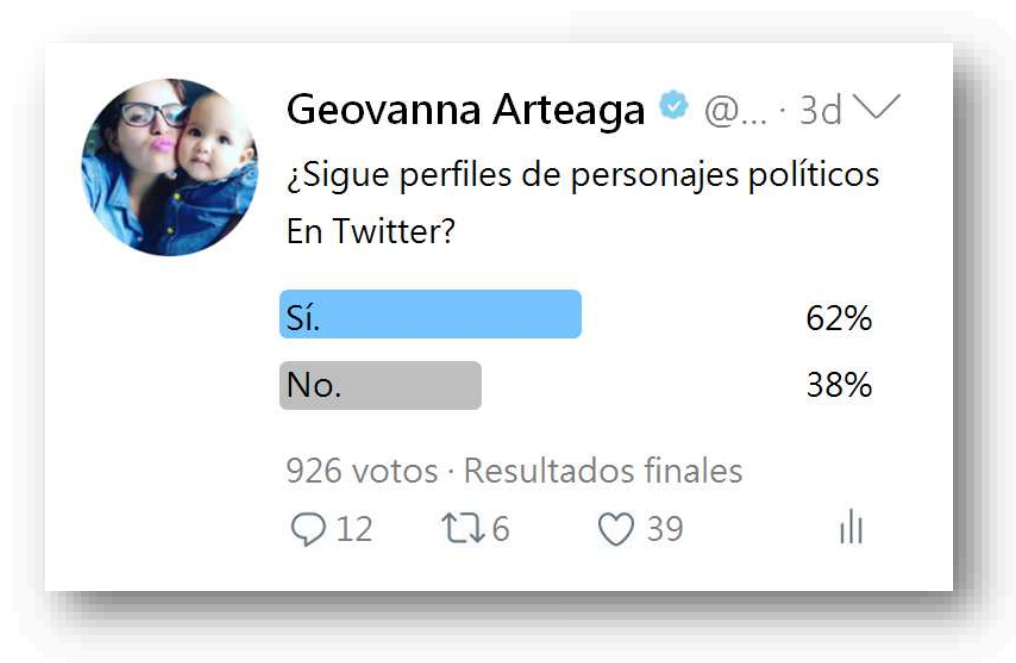 Geovanna Arteaga @... · 3d
¿Sigue perfiles de personajes políticos
En Twitter?
Sí. 62%
No. 38%
926 votos · Resultados finales
12 6 39